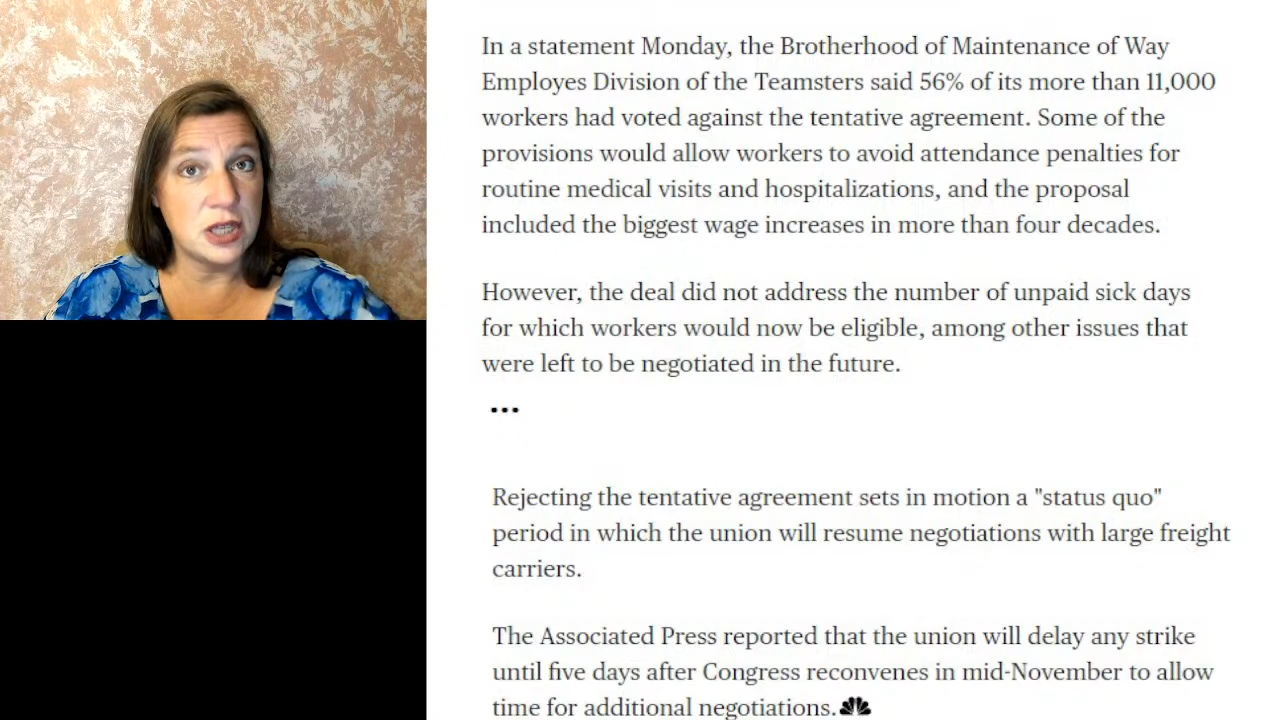 In a statement Monday, the Brotherhood of Maintenance of Way
Employes Division of the Teamsters said 56% of its more than 11,000
workers had voted against the tentative agreement. Some of the
provisions would allow workers to avoid attendance penalties for
routine medical visits and hospitalizations, and the proposal
included the biggest wage increases in more than four decades.
However, the deal did not address the number of unpaid sick days
for which workers would now be eligible, among other issues that
were left to be negotiated in the future.
...
Rejecting the tentative agreement sets in motion a "status quo"
period in which the union will resume negotiations with large freight
carriers.
The Associated Press reported that the union will delay any strike
until five days after Congress reconvenes in mid-November to allow
time for additional negotiations.